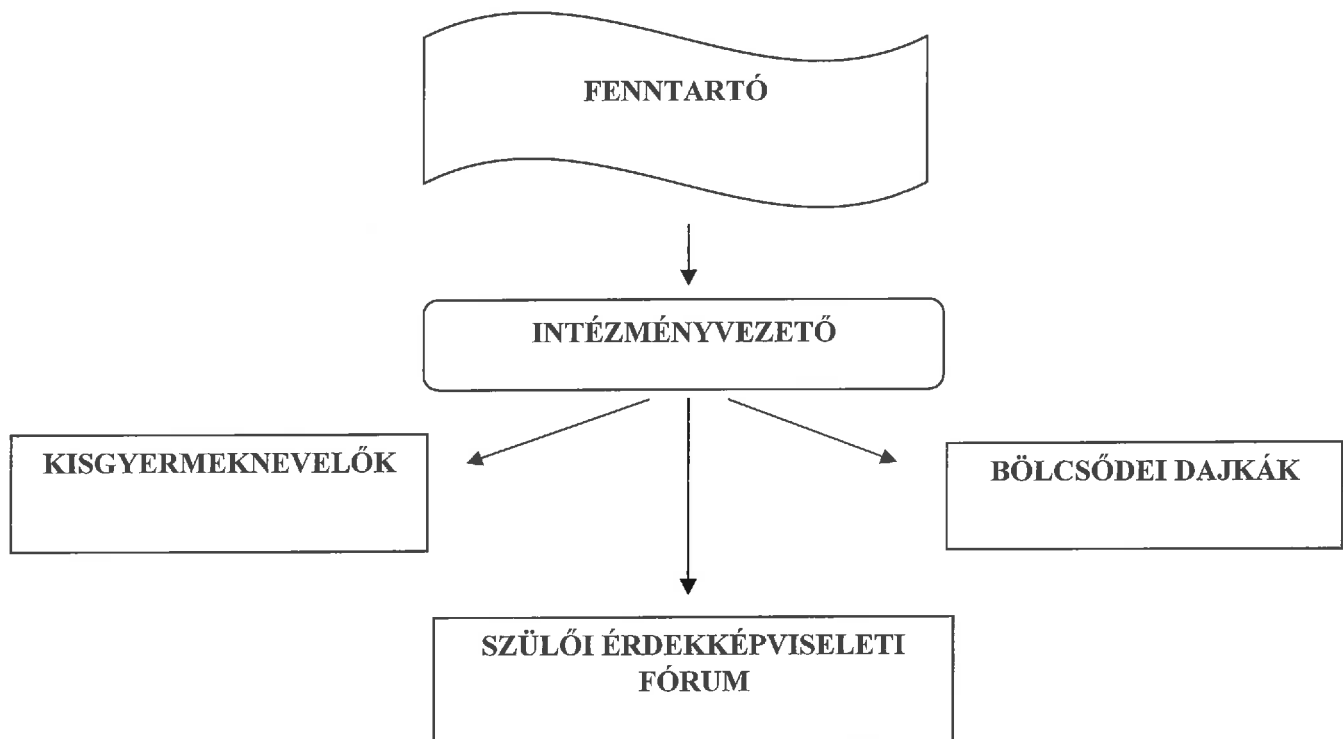 FENNTARTÓ
INTÉZMÉNYVEZETŐ
KISGYERMEKNEVELŐK
BÖLCSŐDEI DAJKÁK
SZÜLŐI ÉRDEKKÉPVISELETI
FÓRUM